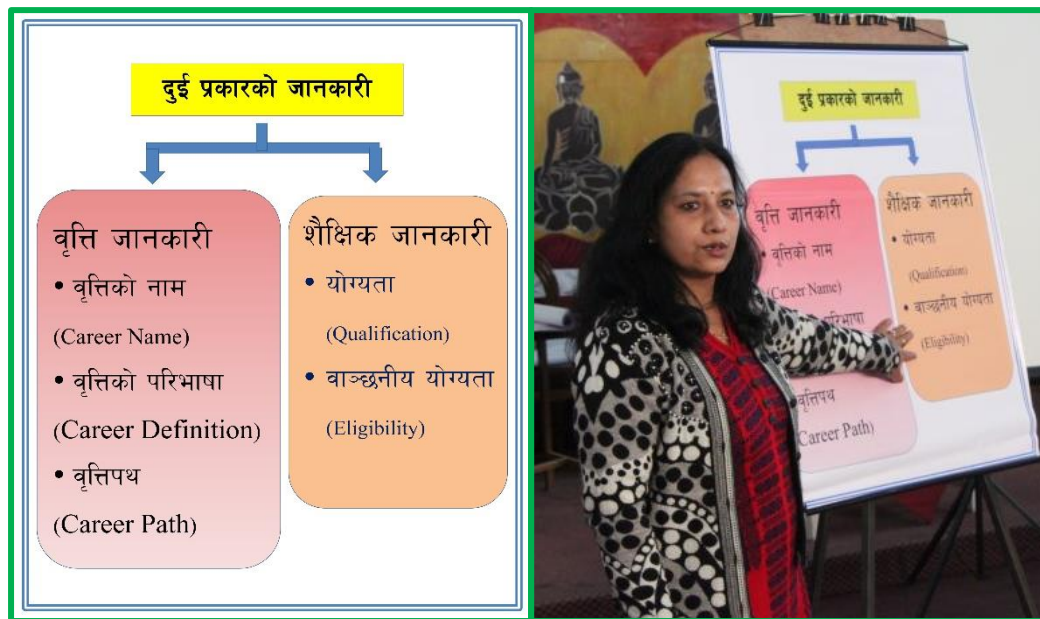 दुई प्रकारको जानकारी
वृत्ति जानकारी
• वृत्तिको नाम
(Career Name)
• वृत्तिको परिभाषा
(Career Definition)
• वृत्तिपथ
(Career Path)
शैक्षिक जानकारी
• योग्यता
(Qualification)
• वाञ्छनीय योग्यता
(Eligibility)
दुई प्रकारको जानकारी
वृत्ति जानकारी
• वृत्तिको नाम
(Career Name)
परिभाषा
वृत्तिपथ
Career Path)
शैक्षिक जानकारी
• योग्यता
(Qualification)
• वाञ्छनीय योग्यता
(Eligibility)